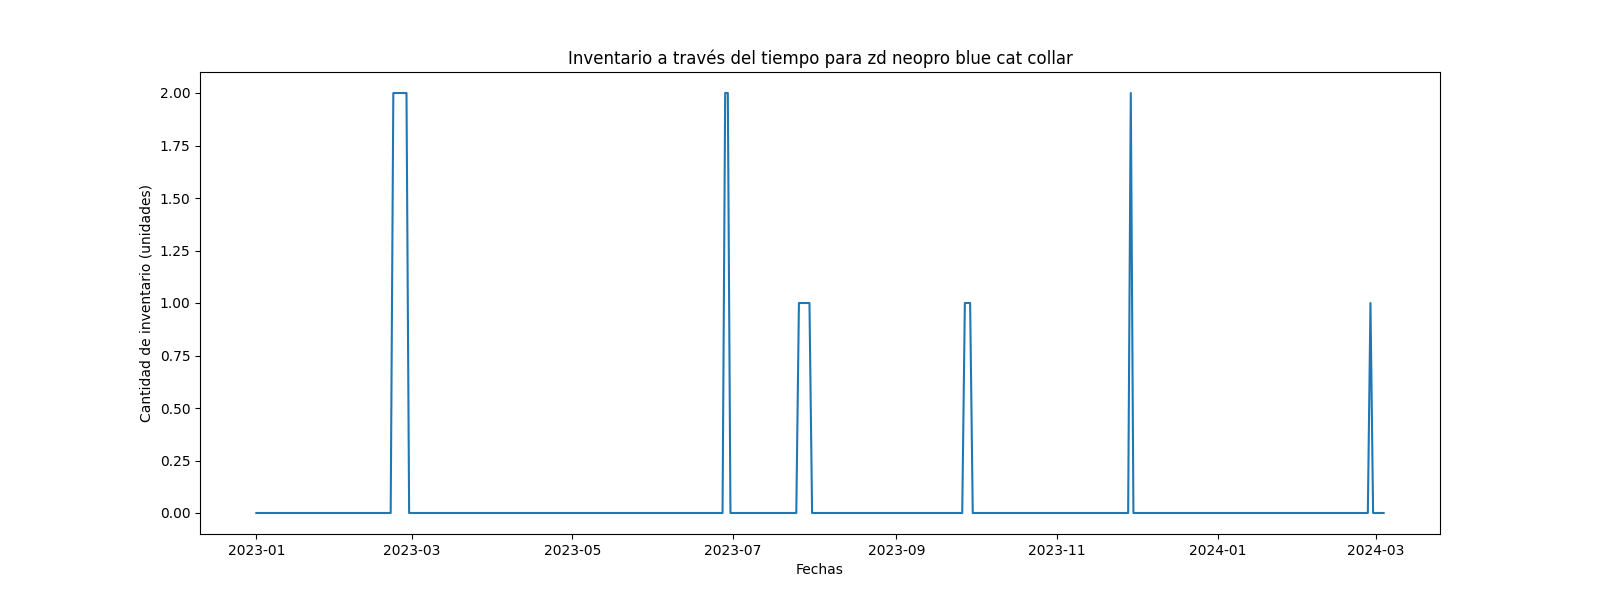 Inventario a través del tiempo para zd neopro blue cat collar
Cantidad de inventario (unidades)
2.00
1.75
1.50
1.25
1.00
0.75
0.50
0.25
0.00
2023-01 2023-03 2023-05 2023-07 2023-09 2023-11 2024-01 2024-03
Fechas